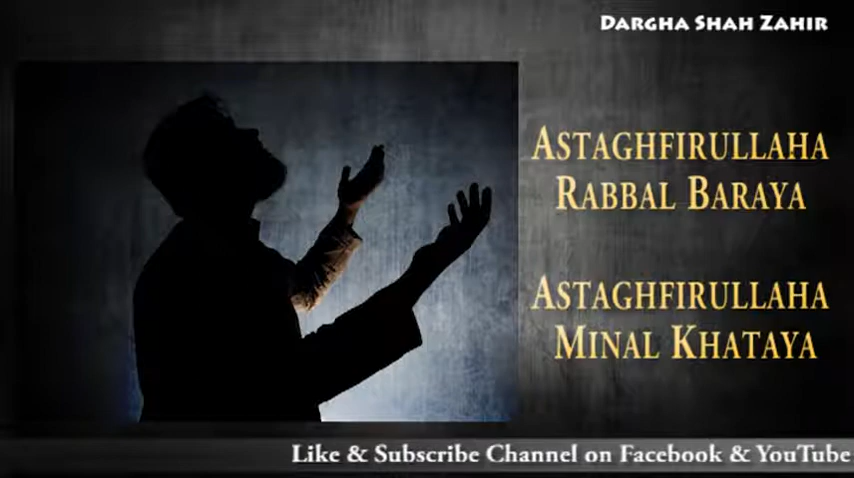 DARGHA SHAH ZAHIR
ASTAGHFIRULLAHA
RABBAL BARAYA
ASTAGHFIRULLAHA
MINAL KHATAYA
Like & Subscribe Channel on Facebook & YouTube